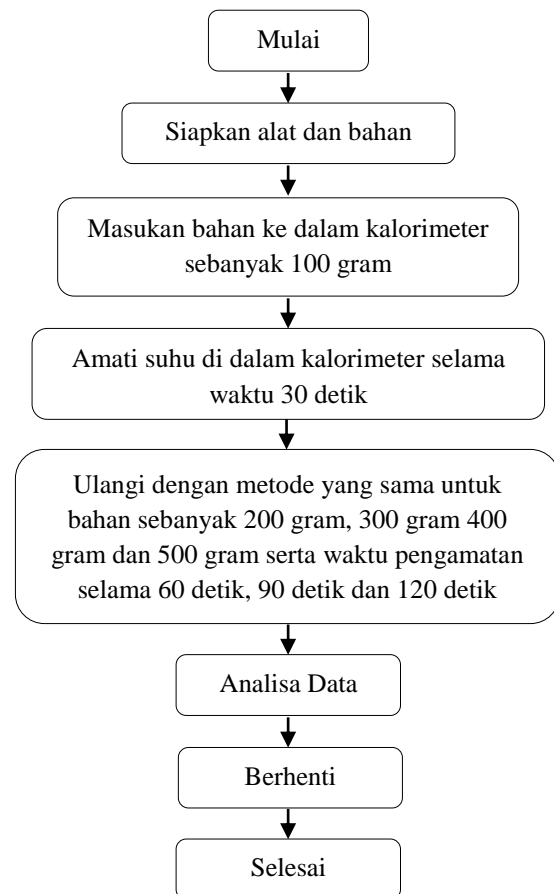 Mulai
Siapkan alat dan bahan
Masukan bahan ke dalam kalorimeter
sebanyak 100 gram
Amati suhu di dalam kalorimeter selama
waktu 30 detik
Ulangi dengan metode yang sama untuk
bahan sebanyak 200 gram, 300 gram 400
gram dan 500 gram serta waktu pengamatan
selama 60 detik, 90 detik dan 120 detik
Analisa Data
Berhenti
Selesai